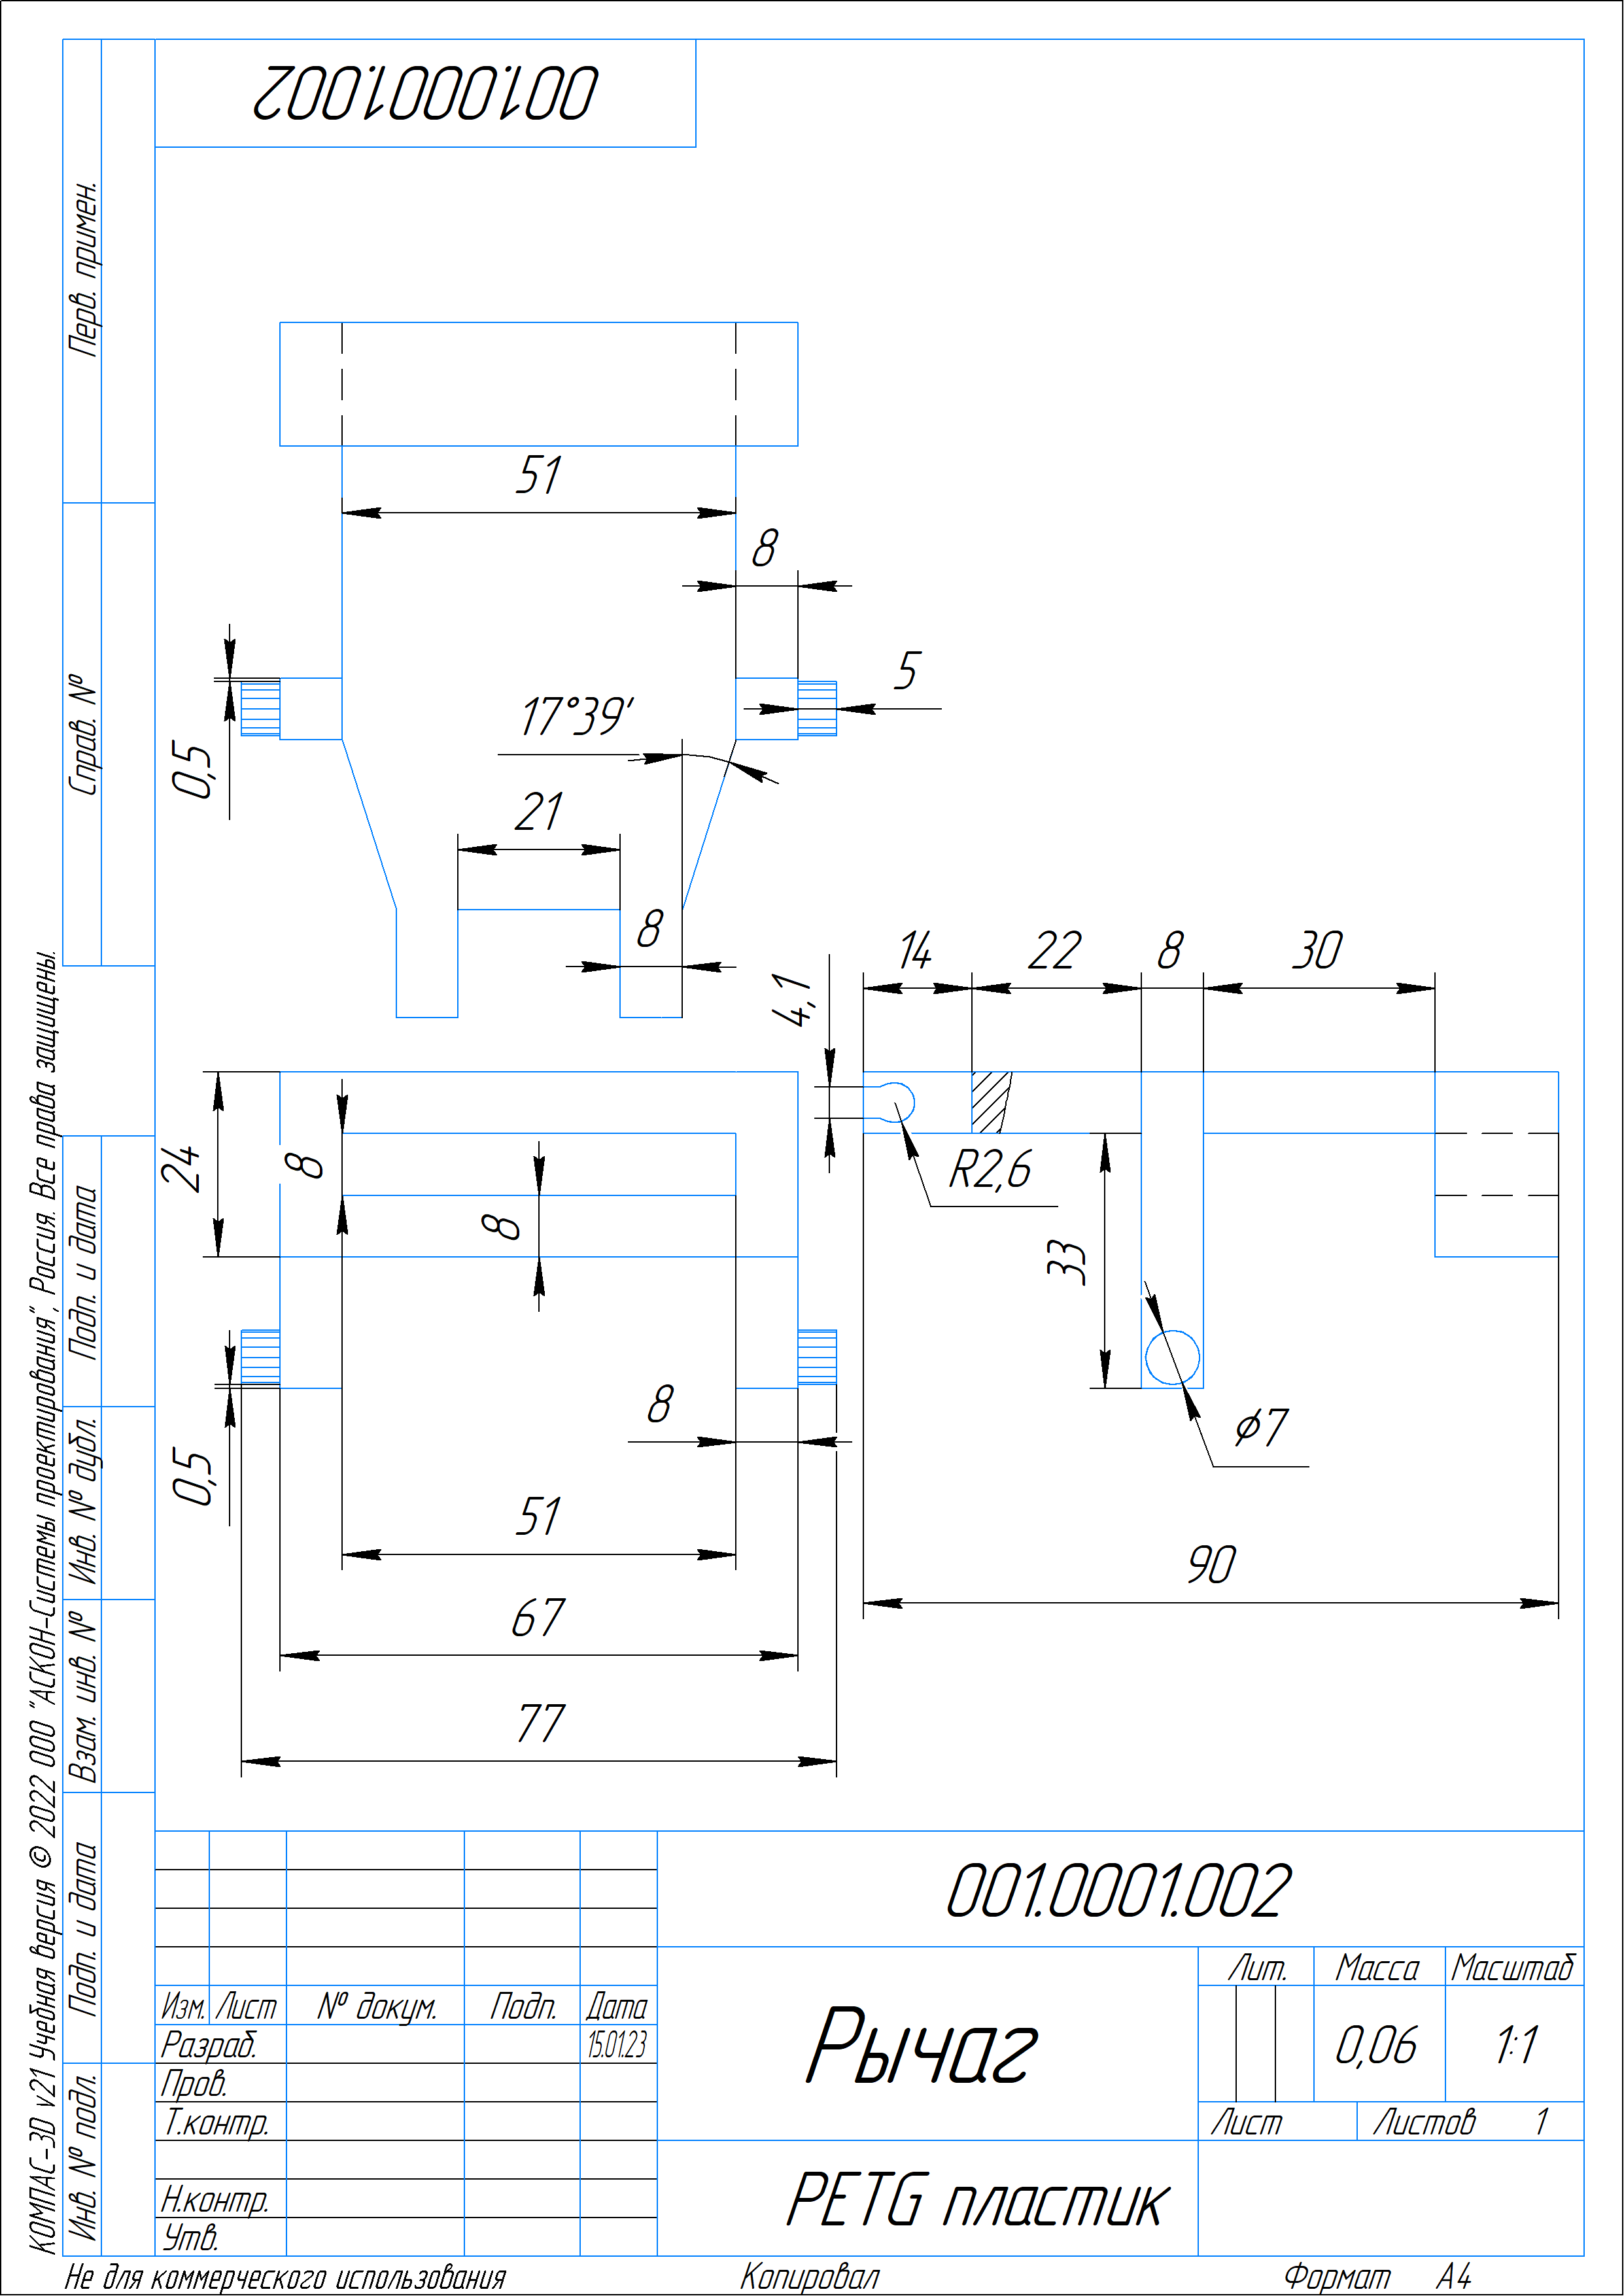 001.0001.002
Перв. примен.
Справ. №
Подп. и дата
Инв. № дубл.
Взам. инв. №
Подп. и дата
Инв. № подл.
КОМПАС-3D v21 Учебная версия © 2022 ООО "АСКОН-Системы проектирования", Россия. Все права защищены.
51
8
5
0,5
17°39'
21
8
14
22
8
30
4,1
R2,6
33
⌀7
90
24
8
8
0,5
8
51
67
77
001.0001.002
Лит.
Масса
Масштаб
Изм.
Лист
№ докум.
Подп.
Дата
Разраб.
15.01.23
Пров.
Т.контр.
Н.контр.
Утв.
Рычаг
0,06
1:1
Лист
Листов 1
PETG пластик
Не для коммерческого использования
Копировал
Формат А4